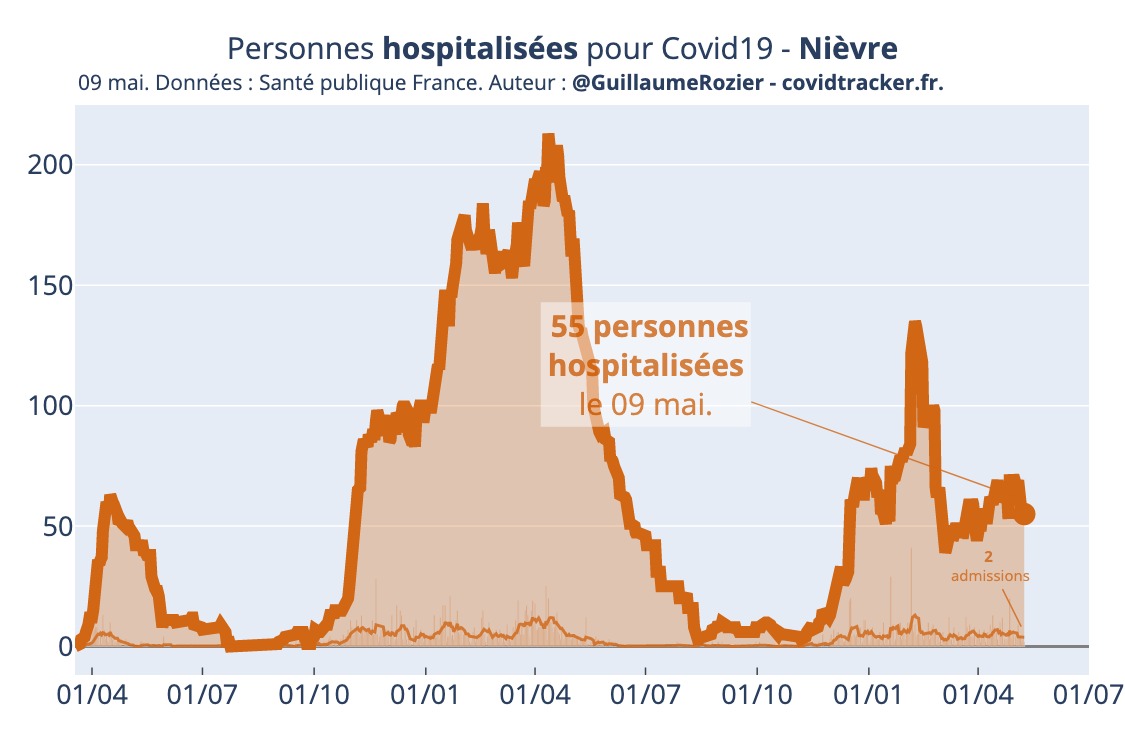 Personnes hospitalisées pour Covid19 - Nièvre
09 mai. Données : Santé publique France. Auteur : @GuillaumeRozier - covidtracker.fr.
200
150
55 personnes
hospitalisées
le 09 mai.
100
50
2
admissions
0
01/04 01/07 01/10 01/01 01/04 01/07 01/10 01/01 01/04 01/07